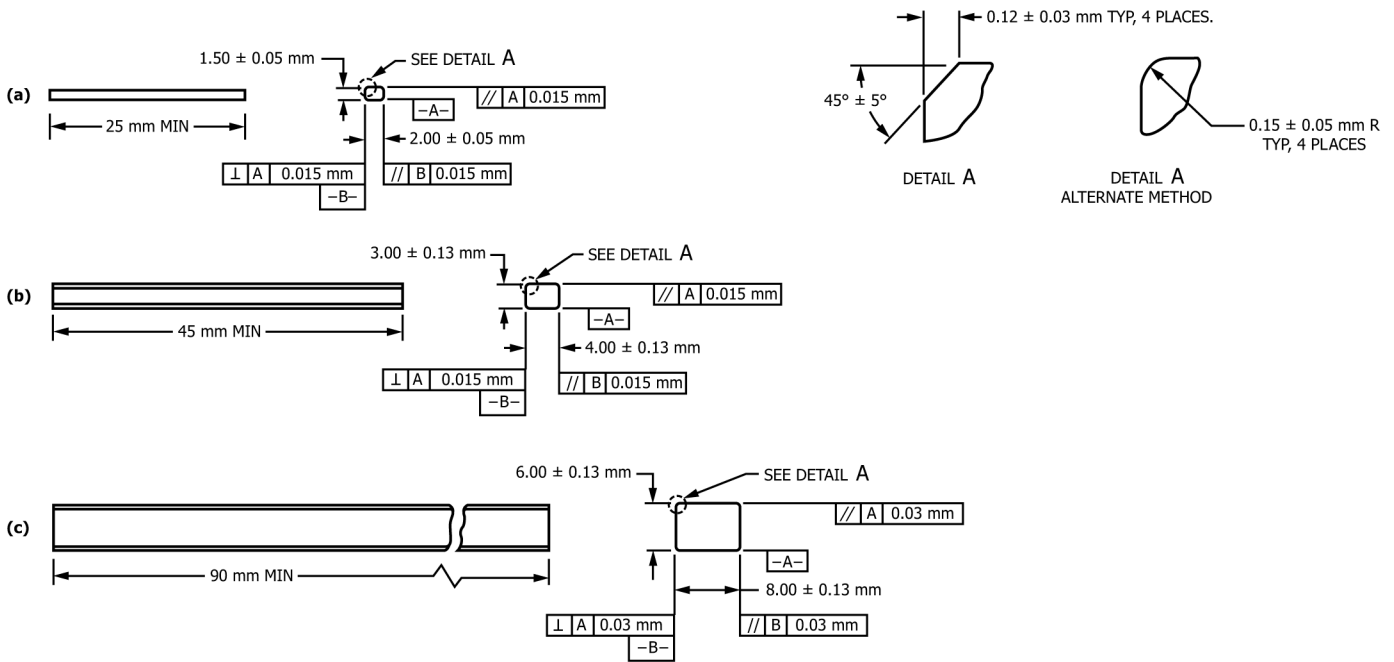 (a)
1.50 ± 0.05 mm
SEE DETAIL A
25 mm MIN
–A–
// A 0.015 mm
2.00 ± 0.05 mm
⊥ A 0.015 mm
// B 0.015 mm
–B–
0.12 ± 0.03 mm TYP, 4 PLACES.
45° ± 5°
DETAIL A
0.15 ± 0.05 mm R
TYP, 4 PLACES
DETAIL A
ALTERNATE METHOD
(b)
3.00 ± 0.13 mm
SEE DETAIL A
45 mm MIN
// A 0.015 mm
–A–
4.00 ± 0.13 mm
⊥ A 0.015 mm
// B 0.015 mm
–B–
(c)
6.00 ± 0.13 mm
SEE DETAIL A
90 mm MIN
// A 0.03 mm
–A–
8.00 ± 0.13 mm
⊥ A 0.03 mm
// B 0.03 mm
–B–